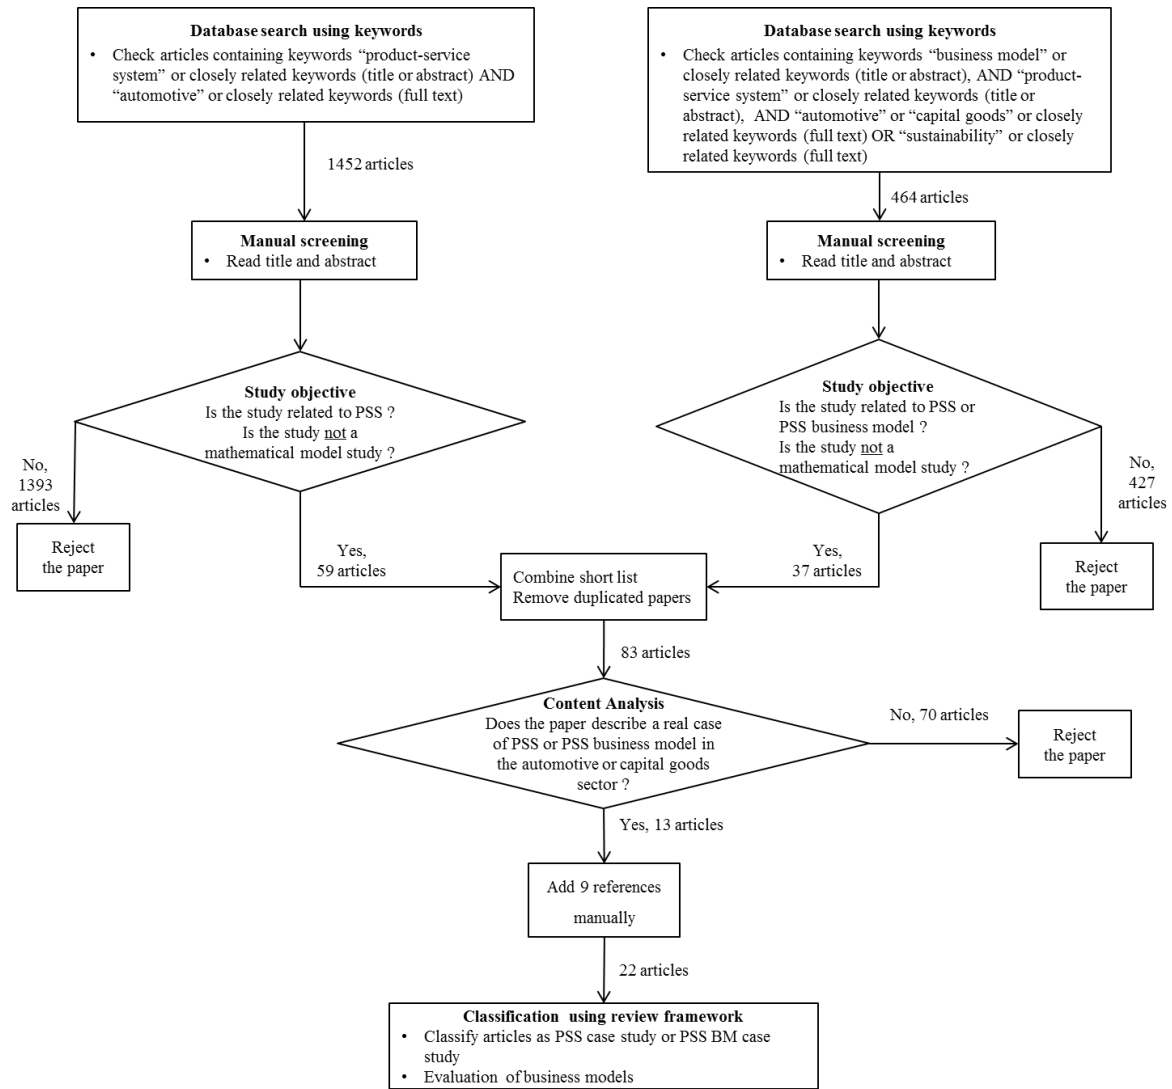 Database search using keywords
• Check articles containing keywords “product-service
system” or closely related keywords (title or abstract) AND
“automotive” or closely related keywords (full text)
1452 articles
Manual screening
• Read title and abstract
Study objective
Is the study related to PSS ?
Is the study not a
mathematical model study ?
No,
1393
articles
Reject
the paper
Yes,
59 articles
Database search using keywords
• Check articles containing keywords “business model” or
closely related keywords (title or abstract), AND “product-
service system” or closely related keywords (title or
abstract), AND “automotive” or “capital goods” or closely
related keywords (full text) OR “sustainability” or closely
related keywords (full text)
464 articles
Manual screening
• Read title and abstract
Study objective
Is the study related to PSS or
PSS business model ?
Is the study not a
mathematical model study ?
No,
427
articles
Reject
the paper
Yes,
37 articles
Combine short list
Remove duplicated papers
83 articles
Content Analysis
Does the paper describe a real case
of PSS or PSS business model in
the automotive or capital goods
sector ?
No, 70 articles
Reject
the paper
Yes, 13 articles
Add 9 references
manually
22 articles
Classification using review framework
• Classify articles as PSS case study or PSS BM case
study
• Evaluation of business models